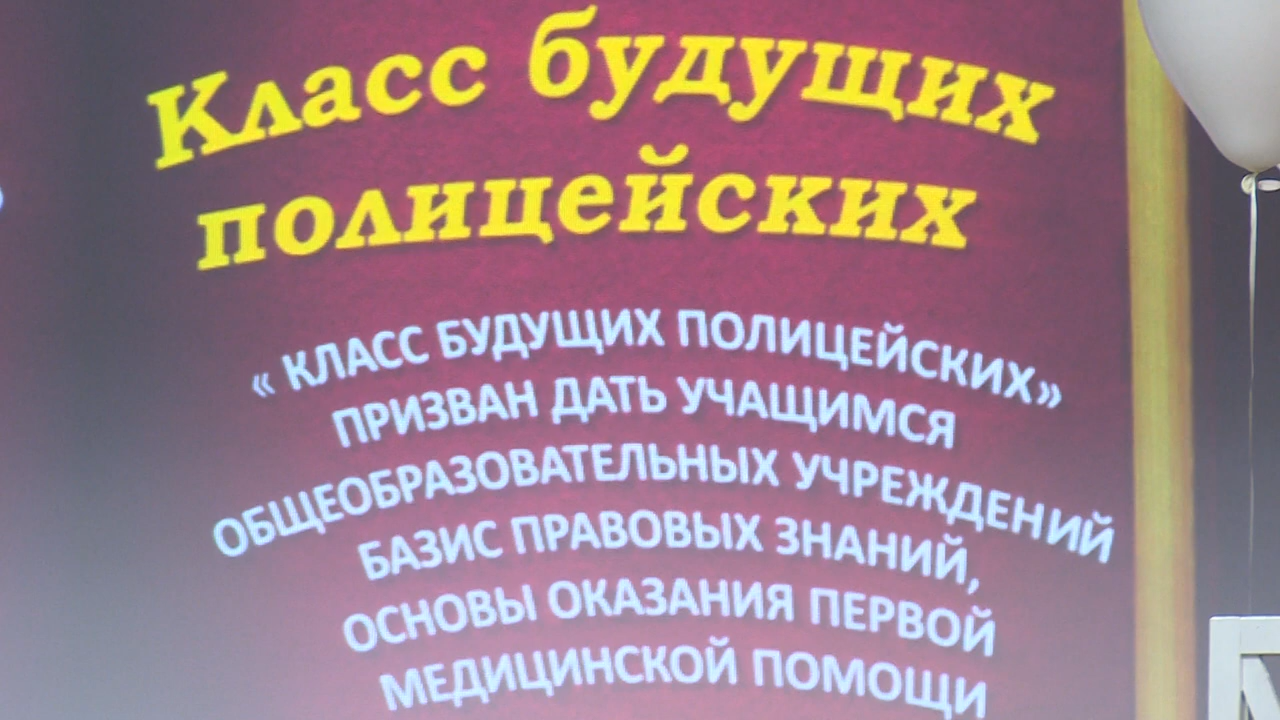 Класс будущих
полицейских
« КЛАСС БУДУЩИХ ПОЛИЦЕЙСКИХ»
ПРИЗВАН ДАТЬ УЧАЩИМСЯ
ОБЩЕОБРАЗОВАТЕЛЬНЫХ УЧРЕЖДЕНИЙ
БАЗИС ПРАВОВЫХ ЗНАНИЙ,
ОСНОВЫ ОКАЗАНИЯ ПЕРВОЙ
МЕДИЦИНСКОЙ ПОМОЩИ